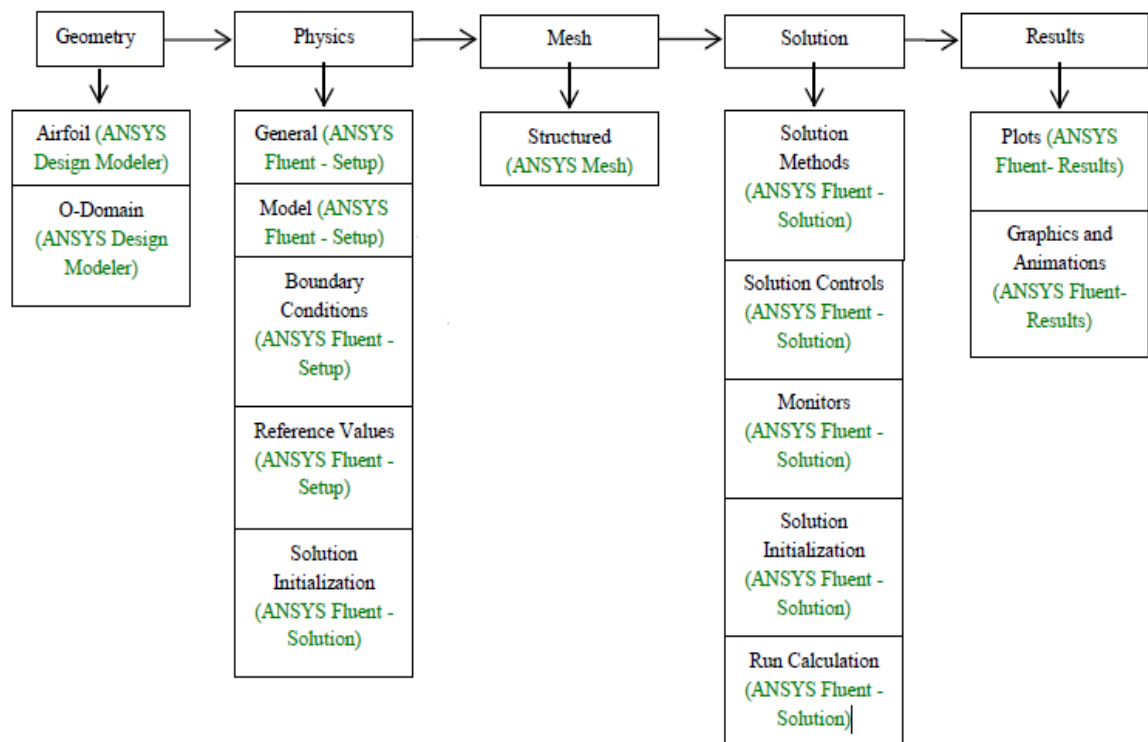 Geometry
Physics
Mesh
Solution
Results
Airfoil (ANSYS
Design Modeler)
O-Domain
(ANSYS Design
Modeler)
General (ANSYS
Fluent - Setup)
Model (ANSYS
Fluent - Setup)
Boundary
Conditions
(ANSYS Fluent -
Setup)
Reference Values
(ANSYS Fluent -
Setup)
Solution
Initialization
(ANSYS Fluent -
Solution)
Structured
(ANSYS Mesh)
Solution
Methods
(ANSYS Fluent -
Solution)
Solution Controls
(ANSYS Fluent -
Solution)
Monitors
(ANSYS Fluent -
Solution)
Solution
Initialization
(ANSYS Fluent -
Solution)
Run Calculation
(ANSYS Fluent -
Solution)
Plots (ANSYS
Fluent- Results)
Graphics and
Animations
(ANSYS Fluent-
Results)